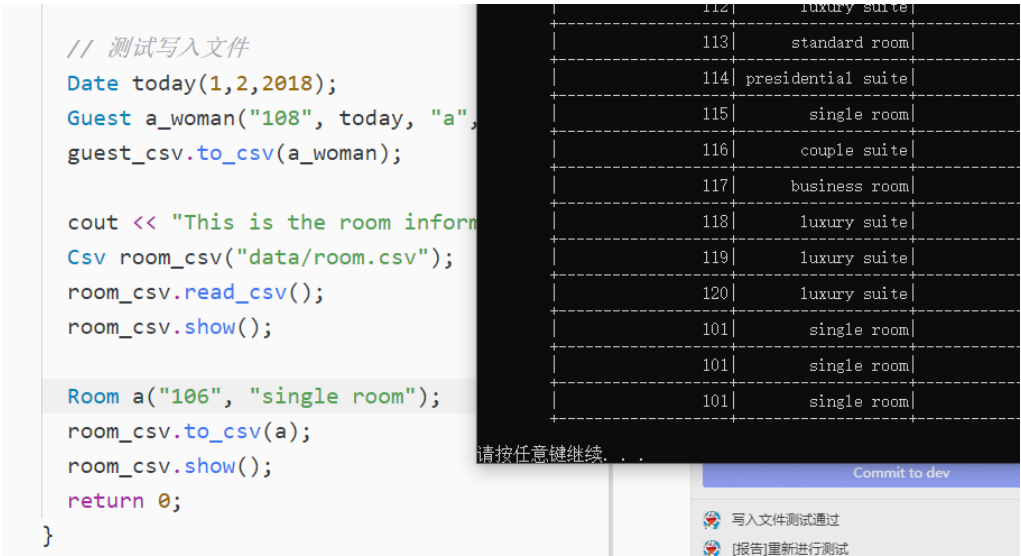 // 测试写入文件
Date today(1,2,2018);
Guest a_woman("108", today, "a",
guest_csv.to_csv(a_woman);
cout << "This is the room inform
Csv room_csv("data/room.csv");
room_csv.read_csv();
room_csv.show();
Room a("106", "single room");
room_csv.to_csv(a);
room_csv.show();
return 0;
}
112| luxury suite|
113| standard room|
114| presidential suite|
115| single room|
116| couple suite|
117| business room|
118| luxury suite|
119| luxury suite|
120| luxury suite|
101| single room|
101| single room|
101| single room|
请按任意键继续. . .
Commit to dev
写入文件测试通过
[报告]重新进行测试